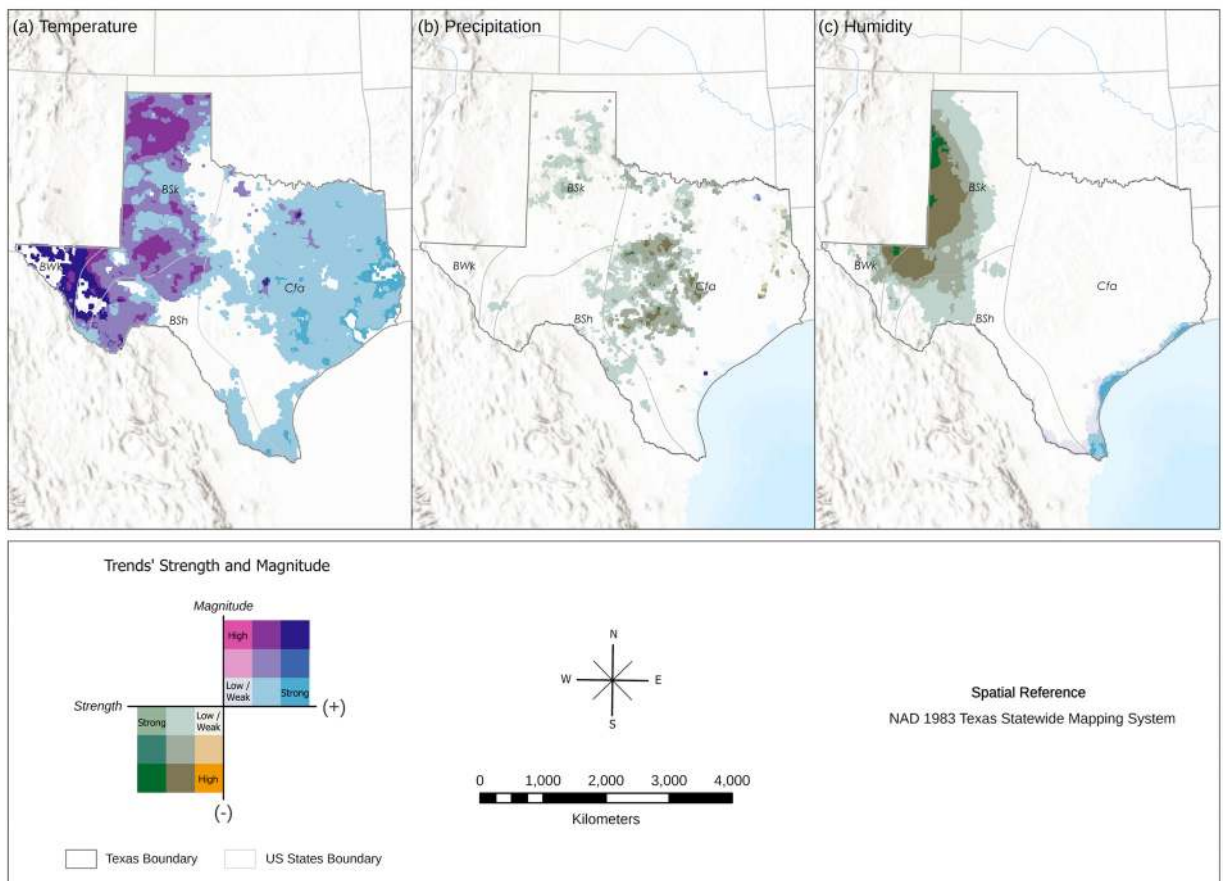 (a) Temperature
BSk
BWk
Cfa
BSh
(b) Precipitation
BSk
BWk
Cfa
BSh
(c) Humidity
BSk
BWk
Cfa
BSh
Trends' Strength and Magnitude
Magnitude
High
Low /
Weak
Strong
Strength
(+)
Strong
Low /
Weak
High
(-)
N
W
E
S
0 1,000 2,000 3,000 4,000
Kilometers
Spatial Reference
NAD 1983 Texas Statewide Mapping System
Texas Boundary
US States Boundary